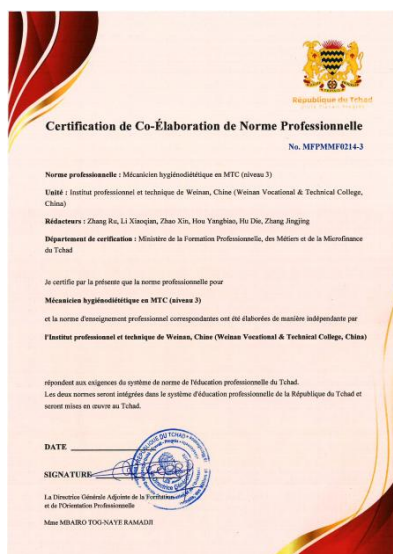 République du Tchad
Certification de Co-Élaboration de Norme Professionnelle
No. MFPMMF0214-3
Norme professionnelle : Mécanicien hygiénodiététique en MTC (niveau 3)
Unité : Institut professionnel et technique de Weinan, Chine (Weinan Vocational & Technical College,
China)
Rédacteurs : Zhang Ru, Li Xiaoqian, Zhao Xin, Hou Yangbiao, Hu Die, Zhang Jingjing
Département de certification : Ministère de la Formation Professionnelle, des Métiers et de la Microfinance
du Tchad
Je certifie par la présente que la norme professionnelle pour
Mécanicien hygiénodiététique en MTC (niveau 3)
et la norme d'enseignement professionnel correspondantes ont été élaborées de manière indépendante par
l'Institut professionnel et technique de Weinan, Chine (Weinan Vocational & Technical College, China)
répondent aux exigences du système de norme de l'éducation professionnelle du Tchad.
Les deux normes seront intégrées dans le système d'éducation professionnelle de la République du Tchad et
seront mises en œuvre au Tchad.
DATE
SIGNATURE
La Directrice Générale Adjointe de la Formation
et de l'Orientation Professionnelle
Mme MBAIRO TOG-NAYE RAMADJI